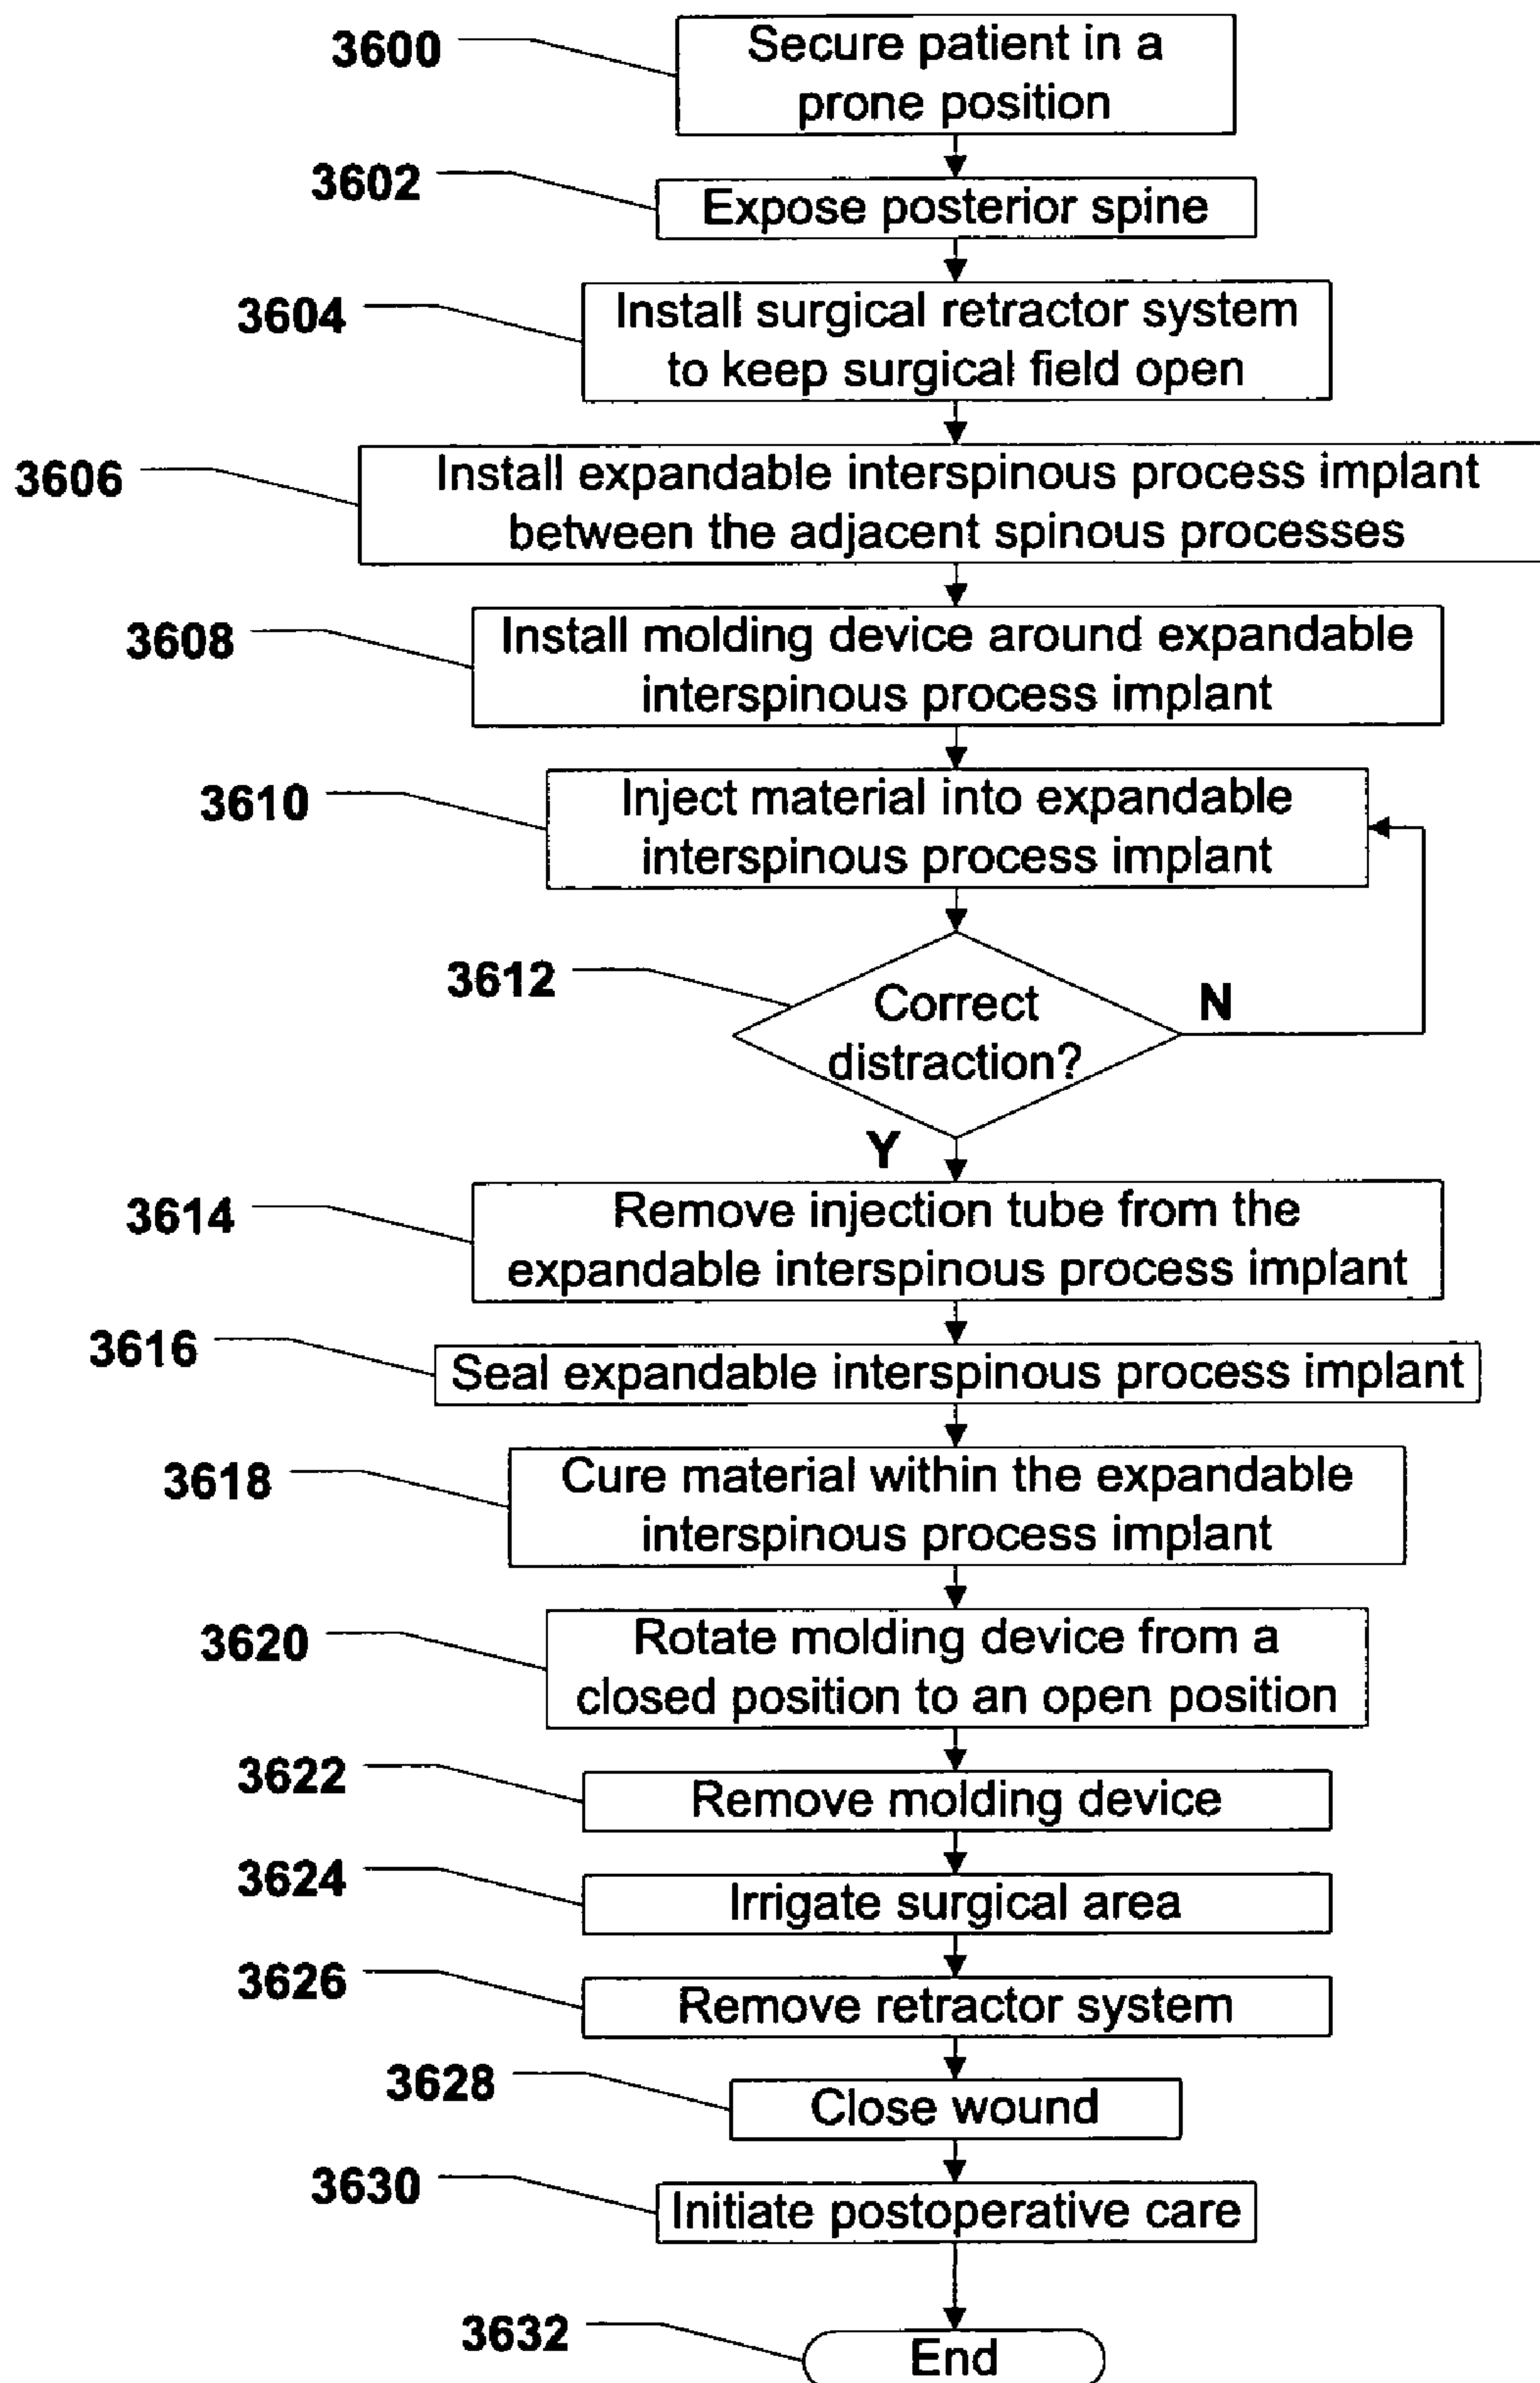 3600
Secure patient in a
prone position
3602
Expose posterior spine
3604
Install surgical retractor system
to keep surgical field open
3606
Install expandable interspinous process implant
between the adjacent spinous processes
3608
Install molding device around expandable
interspinous process implant
3610
Inject material into expandable
interspinous process implant
3612
Correct
distraction?
N
Y
3614
Remove injection tube from the
expandable interspinous process implant
3616
Seal expandable interspinous process implant
3618
Cure material within the expandable
interspinous process implant
3620
Rotate molding device from a
closed position to an open position
3622
Remove molding device
3624
Irrigate surgical area
3626
Remove retractor system
3628
Close wound
3630
Initiate postoperative care
3632
End